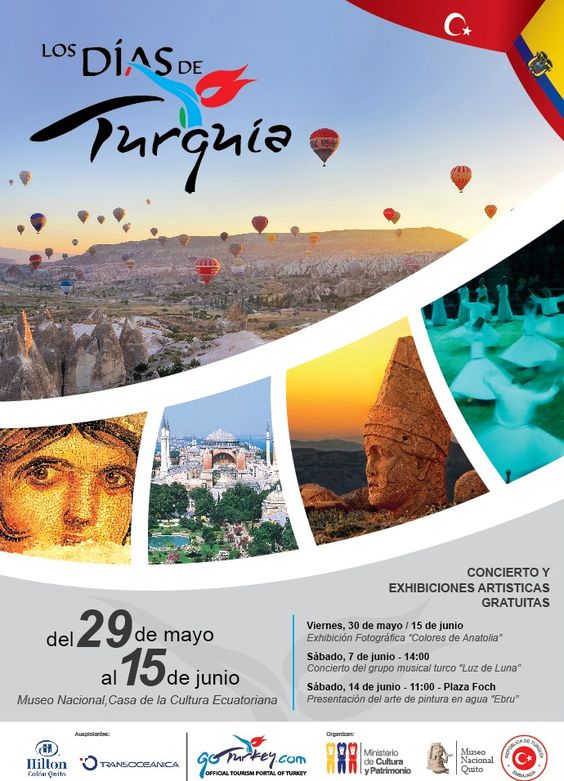 LOS DÍAS DE
Turquía
CONCIERTO Y
EXHIBICIONES ARTISTICAS
GRATUITAS
del 29 de mayo
al 15 de junio
Museo Nacional,Casa de la Cultura Ecuatoriana
Viernes, 30 de mayo / 15 de junio
Exhibición Fotográfica “Colores de Anatolia”
Sábado, 7 de junio - 14:00
Concierto del grupo musical turco “Luz de Luna”
Sábado, 14 de junio - 11:00 - Plaza Foch
Presentación del arte de pintura en agua “Ebru”
Auspiciantes:
Hilton
Colón Quito
TRANSOCEANICA
goTurkey.com
OFFICIAL TOURISM PORTAL OF TURKEY
Organizan:
Ministerio
de Cultura
y Patrimonio
Museo
Nacional
Quito
REPÚBLICA DE TURQUÍA
EMBAJADA